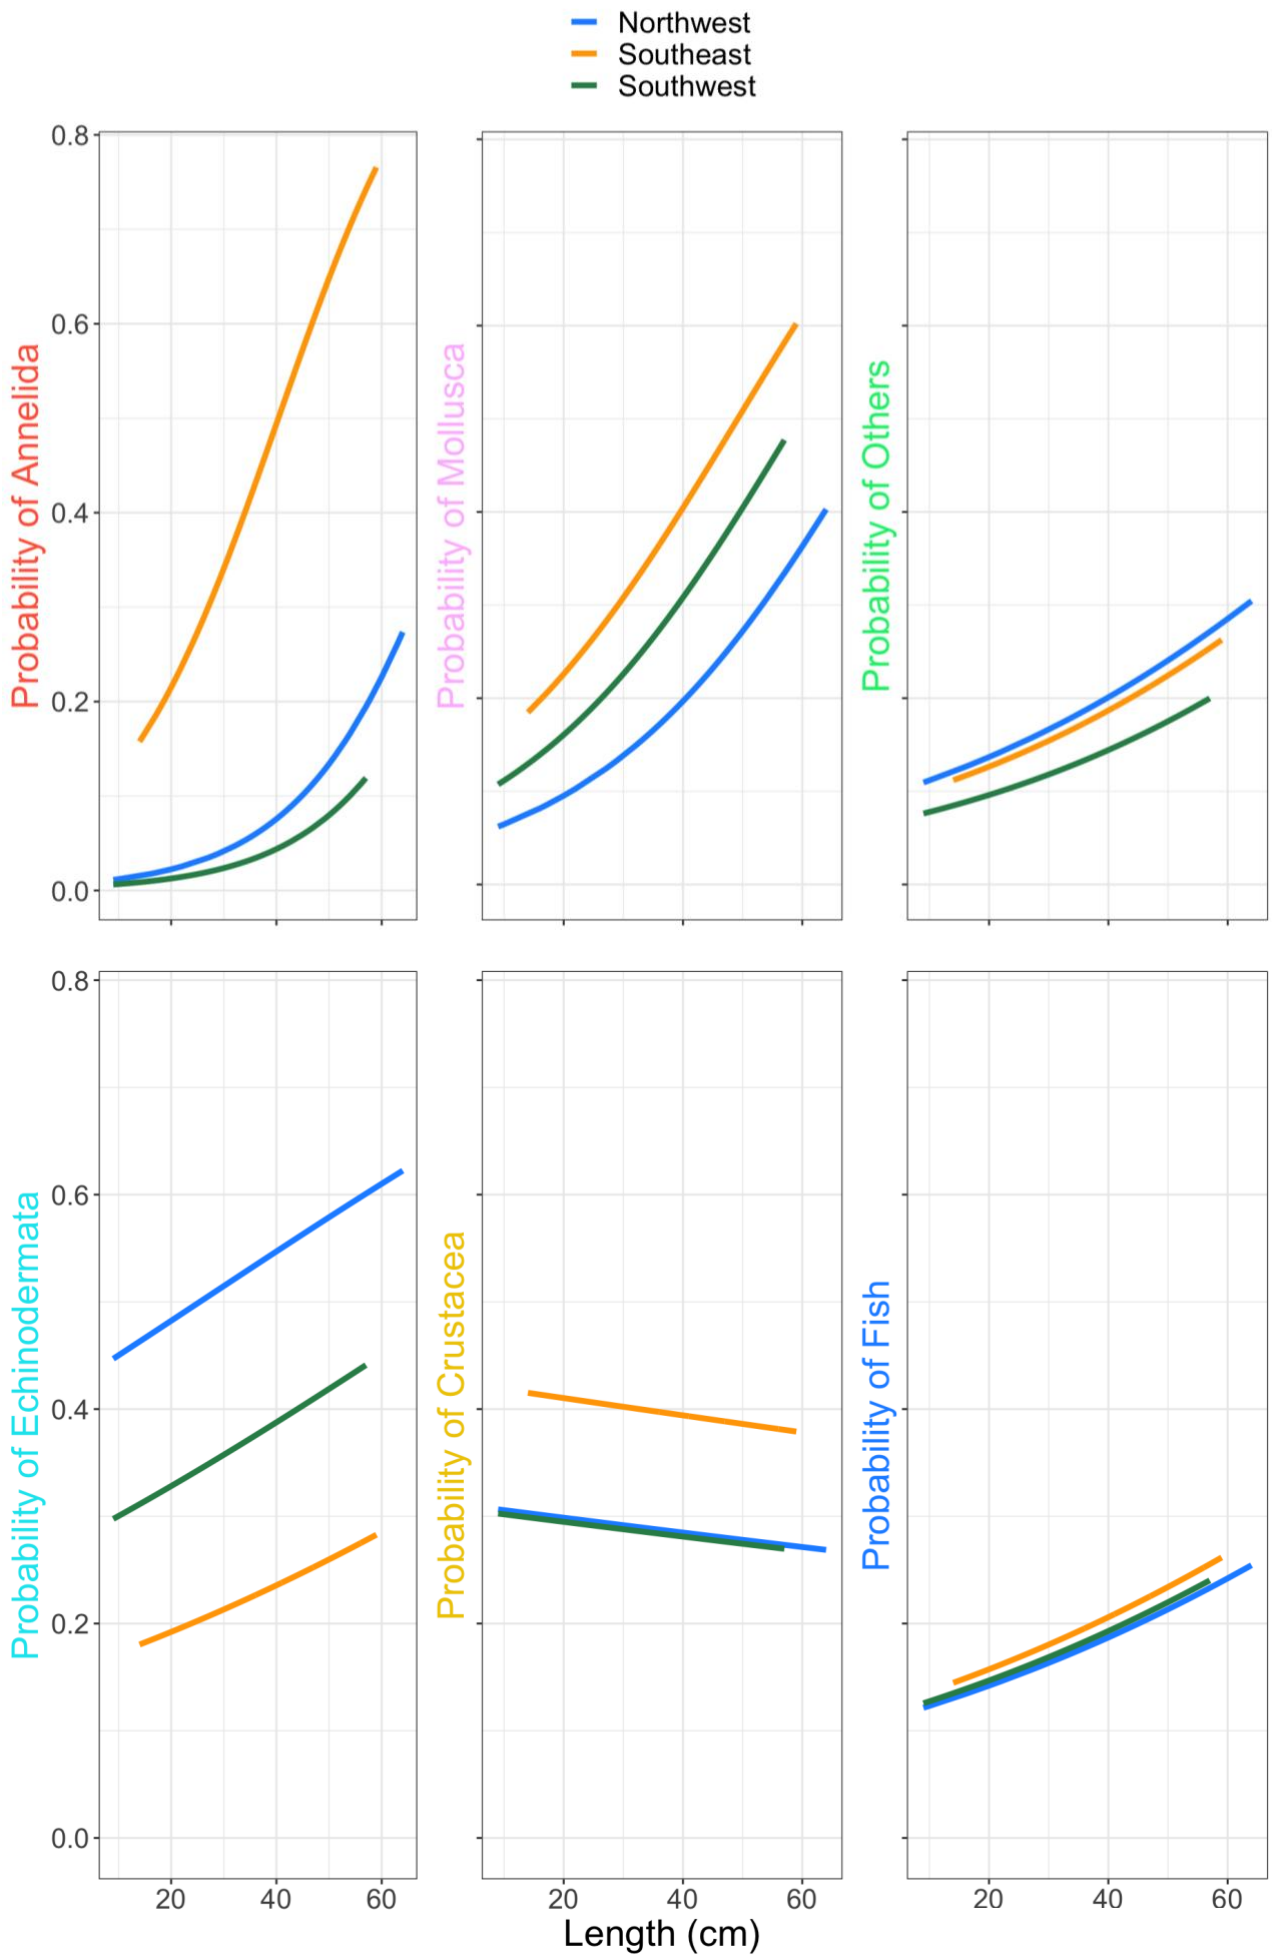 Northwest
Southeast
Southwest
Probability of Annelida
0.8
0.6
0.4
0.2
0.0
Probability of Mollusca
Probability of Others
Probability of Echinodermata
0.8
0.6
0.4
0.2
0.0
Probability of Crustacea
Probability of Fish
20 40 60
20 40 60
20 40 60
Length (cm)